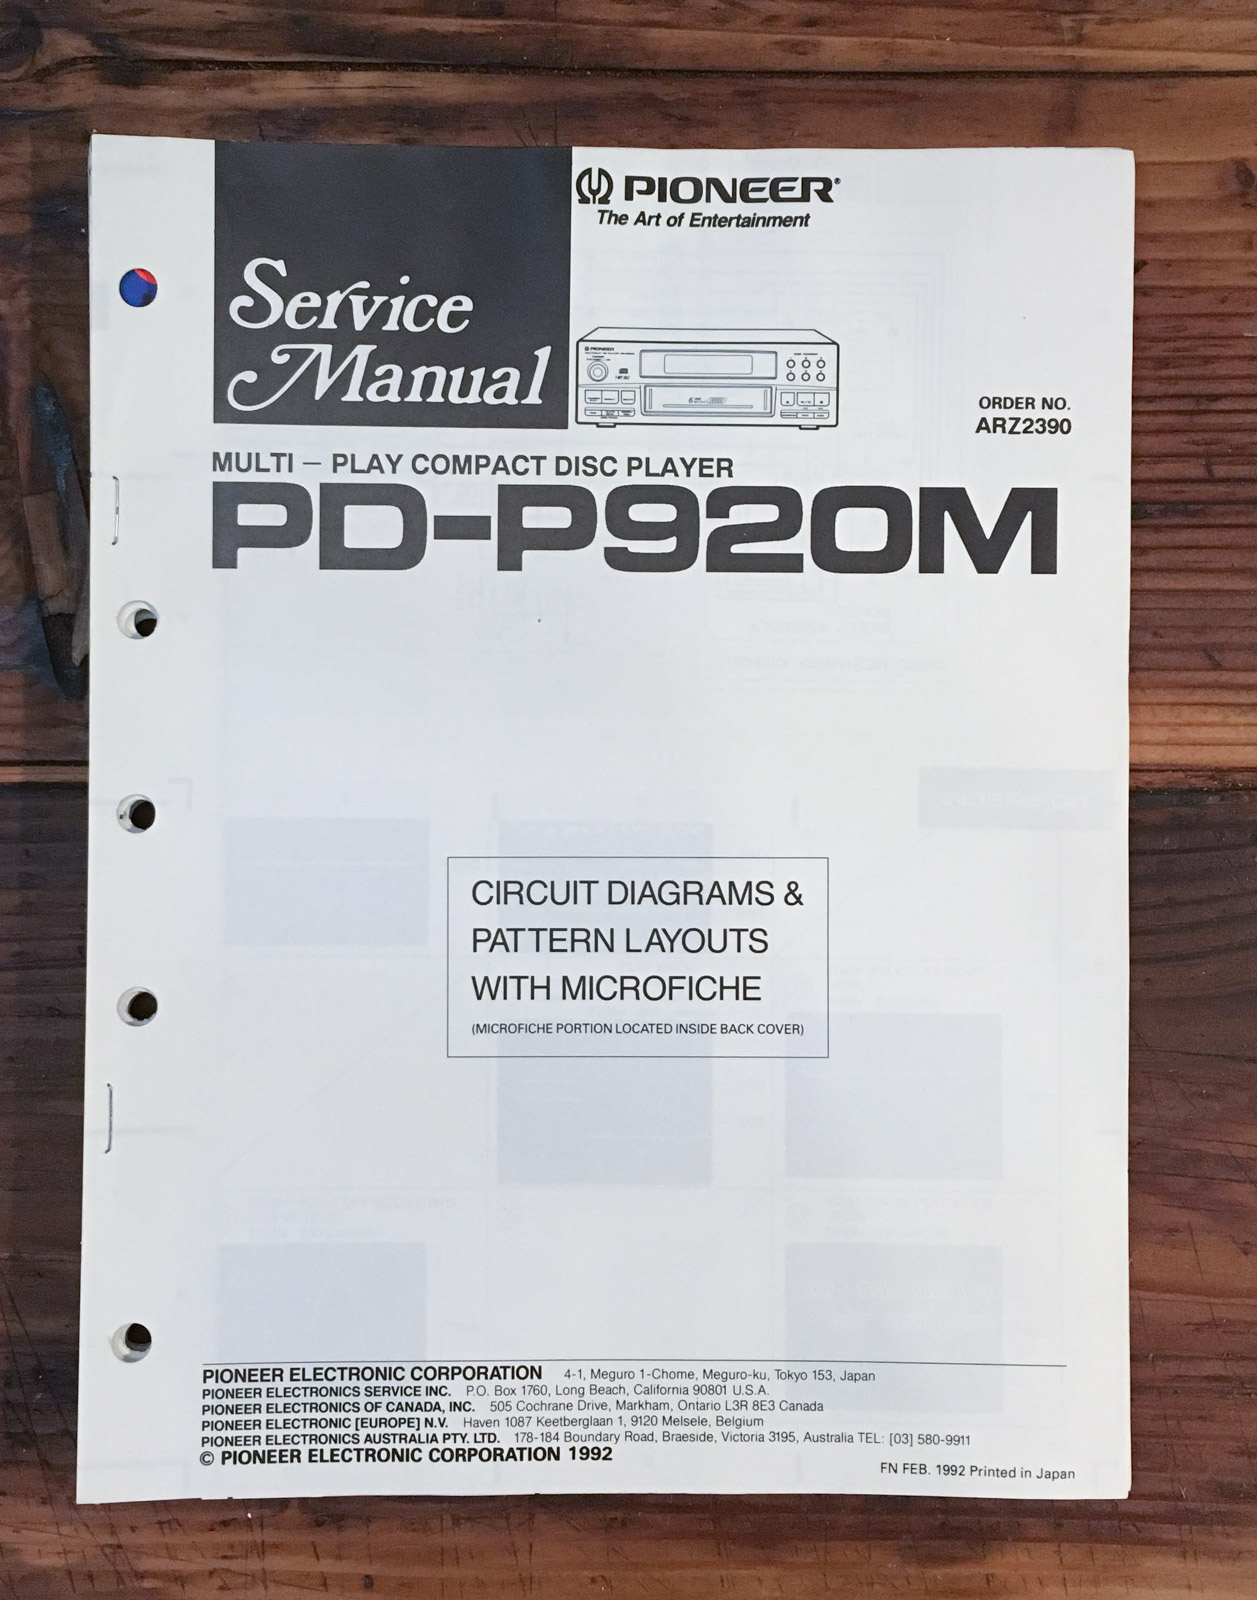 PIONEER®
The Art of Entertainment
Service
Manual
PIONEER
6
ORDER NO.
ARZ2390
MULTI – PLAY COMPACT DISC PLAYER
PD-P920M
CIRCUIT DIAGRAMS &
PATTERN LAYOUTS
WITH MICROFICHE
(MICROFICHE PORTION LOCATED INSIDE BACK COVER)
PIONEER ELECTRONIC CORPORATION 4-1, Meguro 1-Chome, Meguro-ku, Tokyo 153, Japan
PIONEER ELECTRONICS SERVICE INC. P.O. Box 1760, Long Beach, California 90801 U.S.A.
PIONEER ELECTRONICS OF CANADA, INC. 505 Cochrane Drive, Markham, Ontario L3R 8E3 Canada
PIONEER ELECTRONIC [EUROPE] N.V. Haven 1087 Keetberglaan 1, 9120 Melsele, Belgium
PIONEER ELECTRONICS AUSTRALIA PTY. LTD. 178-184 Boundary Road, Braeside, Victoria 3195, Australia TEL: [03] 580-9911
© PIONEER ELECTRONIC CORPORATION 1992
FN FEB. 1992 Printed in Japan